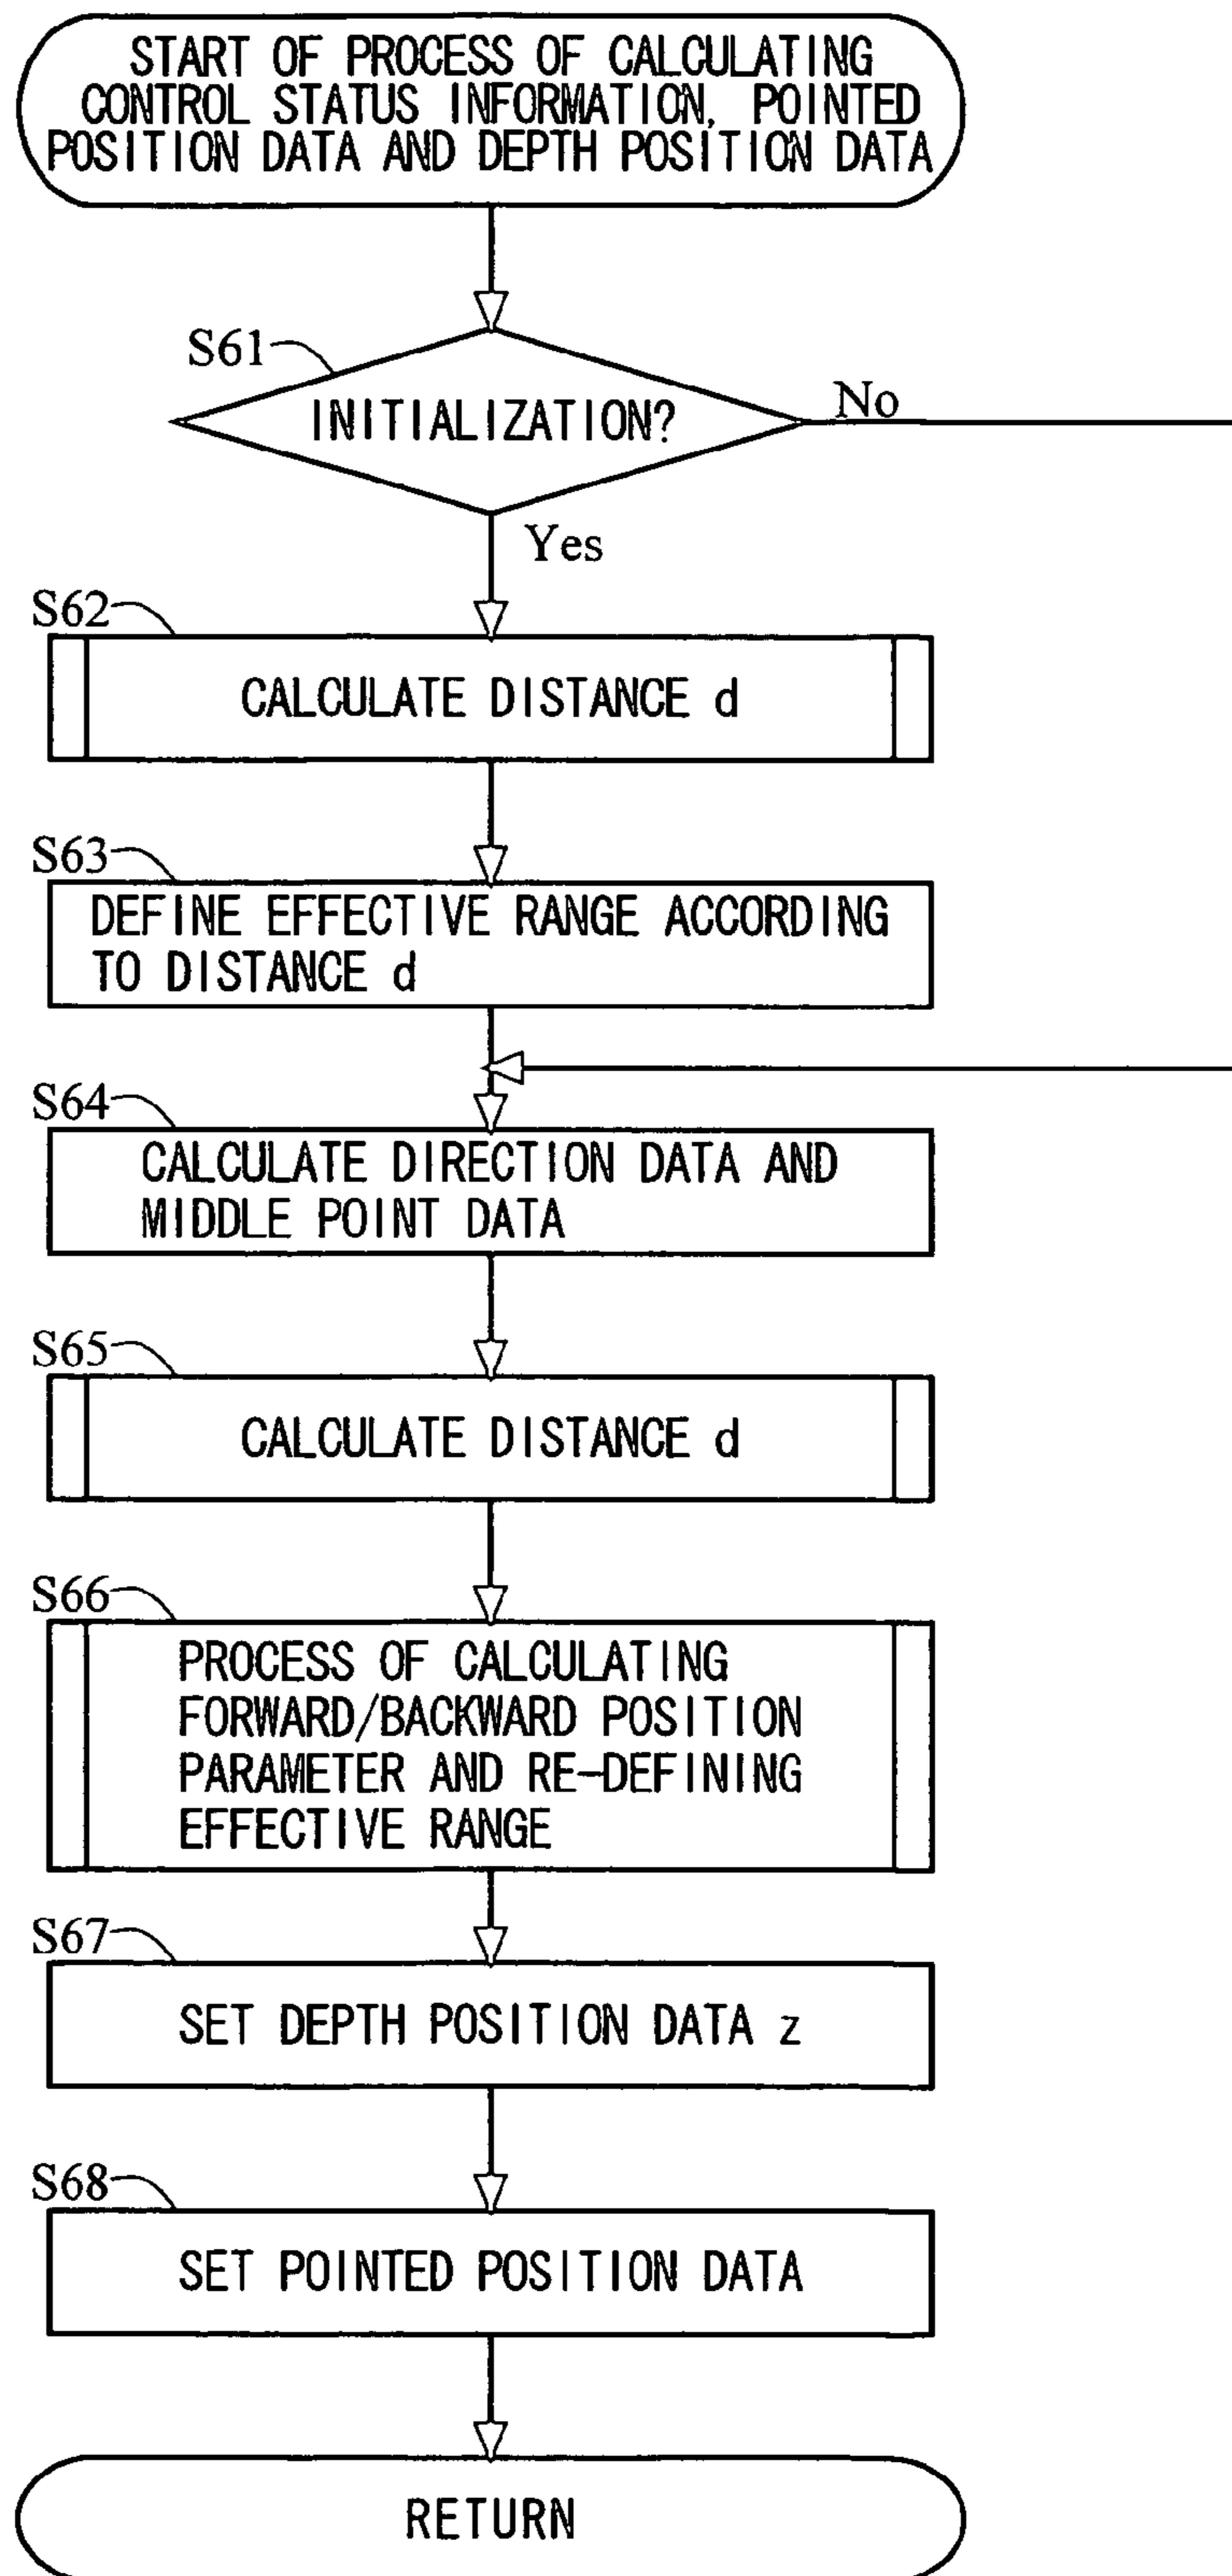 START OF PROCESS OF CALCULATING
CONTROL STATUS INFORMATION, POINTED
POSITION DATA AND DEPTH POSITION DATA
S61
INITIALIZATION?
No
Yes
S62
CALCULATE DISTANCE d
S63
DEFINE EFFECTIVE RANGE ACCORDING
TO DISTANCE d
S64
CALCULATE DIRECTION DATA AND
MIDDLE POINT DATA
S65
CALCULATE DISTANCE d
S66
PROCESS OF CALCULATING
FORWARD/BACKWARD POSITION
PARAMETER AND RE-DEFINING
EFFECTIVE RANGE
S67
SET DEPTH POSITION DATA z
S68
SET POINTED POSITION DATA
RETURN